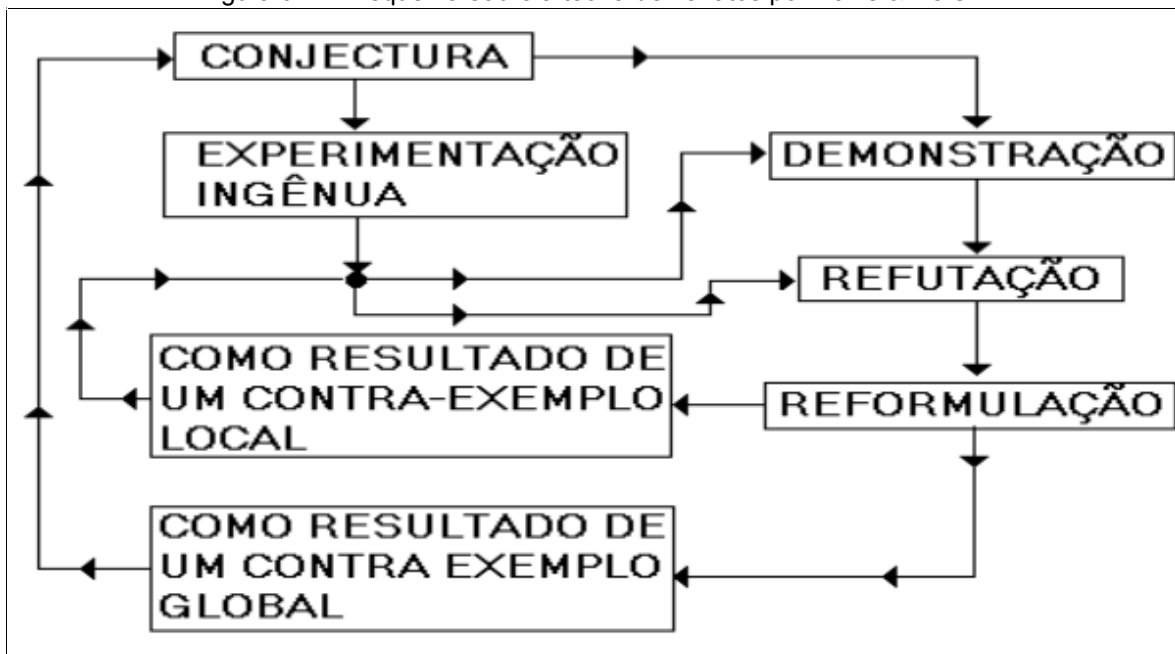 CONJECTURA
EXPERIMENTAÇÃO
INGÊNUA
DEMONSTRAÇÃO
REFUTAÇÃO
COMO RESULTADO DE
UM CONTRA-EXEMPLO
LOCAL
REFORMULAÇÃO
COMO RESULTADO DE
UM CONTRA EXEMPLO
GLOBAL